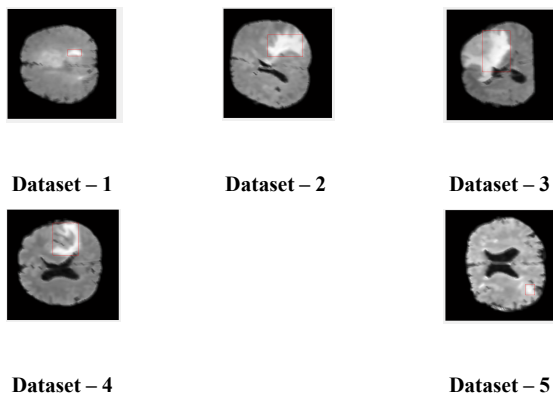 Dataset – 1
Dataset – 2
Dataset – 3
Dataset – 4
Dataset – 5